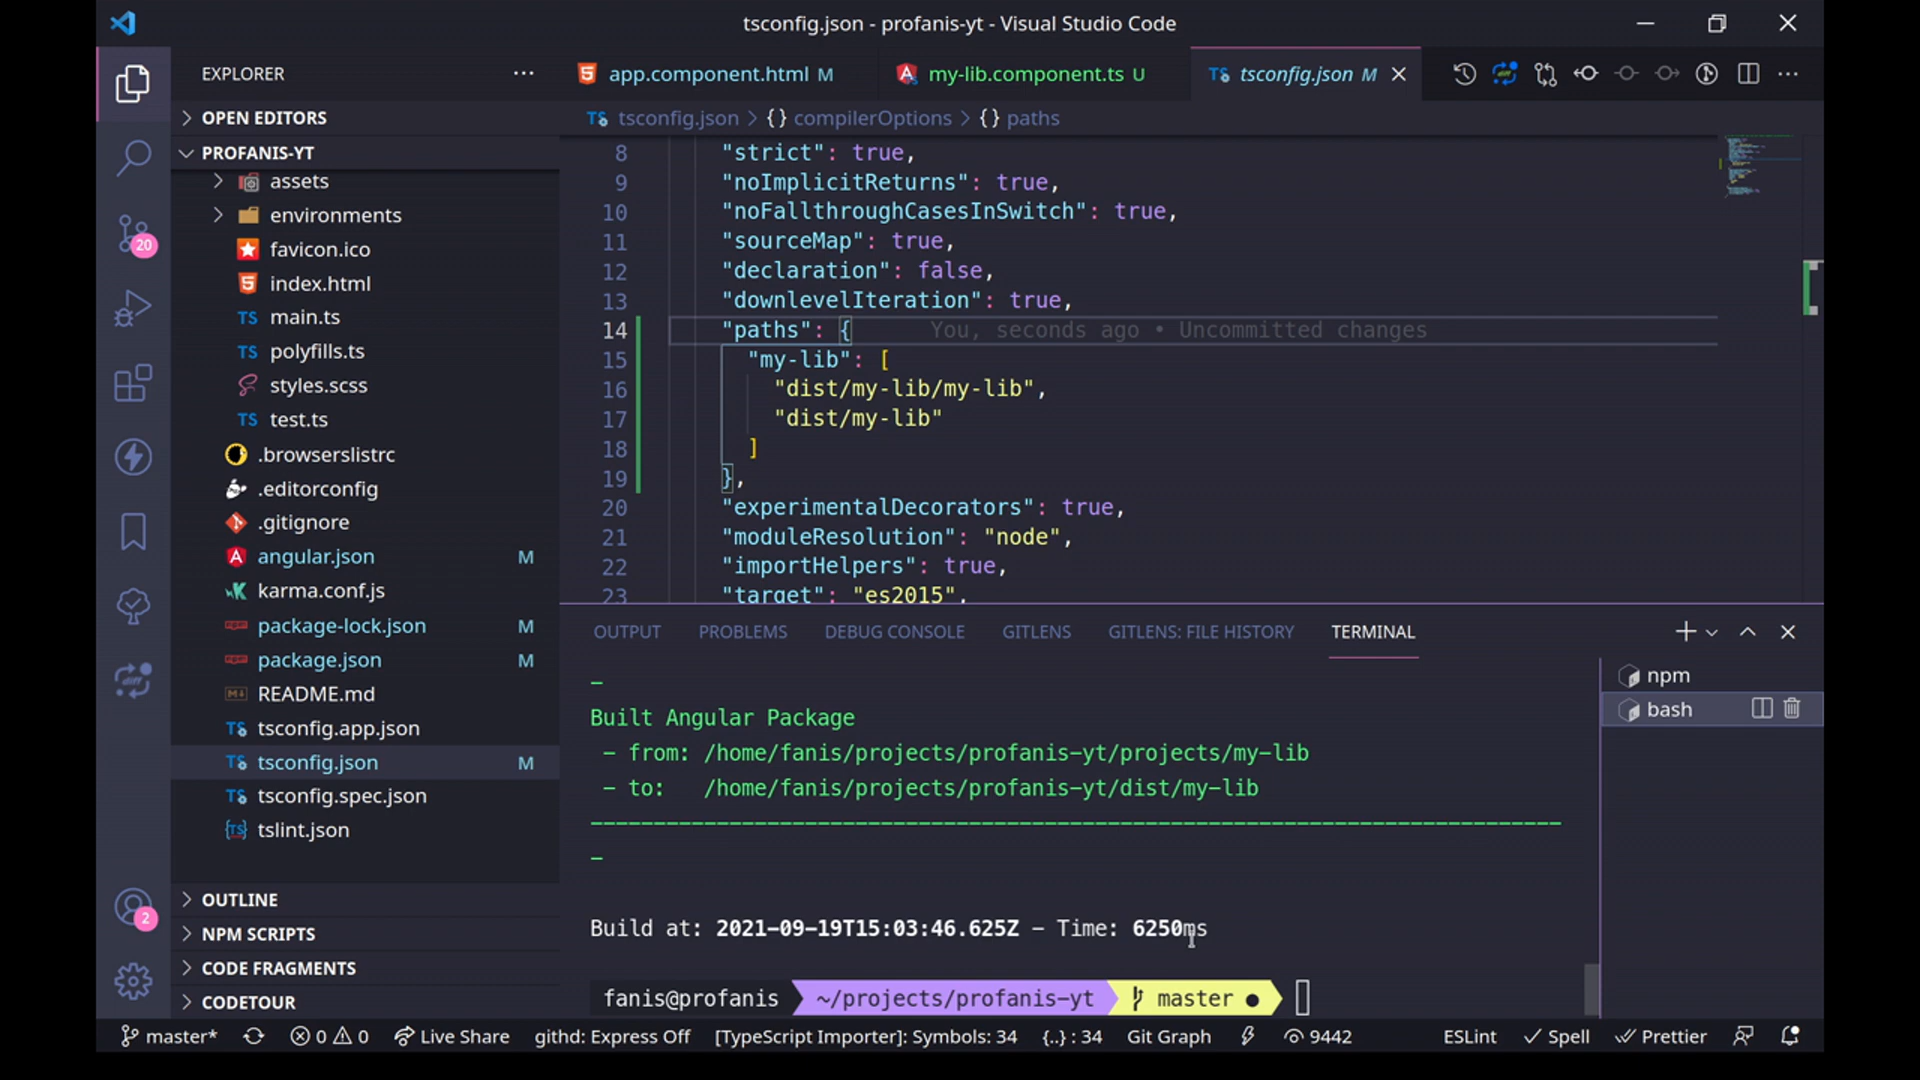 tsconfig.json - profanis-yt - Visual Studio Code
EXPLORER
app.component.html M
my-lib.component.ts U
tsconfig.json M
OPEN EDITORS
tsconfig.json > {} compilerOptions > {} paths
PROFANIS-YT
assets
environments
favicon.ico
index.html
TS main.ts
TS polyfills.ts
styles.scss
TS test.ts
.browserslistrc
.editorconfig
.gitignore
angular.json M
karma.conf.js
package-lock.json M
package.json M
README.md
tsconfig.app.json
tsconfig.json M
tsconfig.spec.json
tslint.json
OUTLINE
NPM SCRIPTS
CODE FRAGMENTS
CODETOUR
20
2
8 "strict": true,
9 "noImplicitReturns": true,
10 "noFallthroughCasesInSwitch": true,
11 "sourceMap": true,
12 "declaration": false,
13 "downlevelIteration": true,
14 "paths": { You, seconds ago • Uncommitted changes
15 "my-lib": [
16 "dist/my-lib/my-lib",
17 "dist/my-lib"
18 ]
19 },
20 "experimentalDecorators": true,
21 "moduleResolution": "node",
22 "importHelpers": true,
23 "target": "es2015",
OUTPUT PROBLEMS DEBUG CONSOLE GITLENS GITLENS: FILE HISTORY TERMINAL
npm
bash
Built Angular Package
- from: /home/fanis/projects/profanis-yt/projects/my-lib
- to: /home/fanis/projects/profanis-yt/dist/my-lib
Build at: 2021-09-19T15:03:46.625Z - Time: 6250ms
fanis@profanis ~/projects/profanis-yt master ●
master* 0 0 Live Share githd: Express Off [TypeScript Importer]: Symbols: 34 {..} : 34 Git Graph 9442 ESLint Spell Prettier